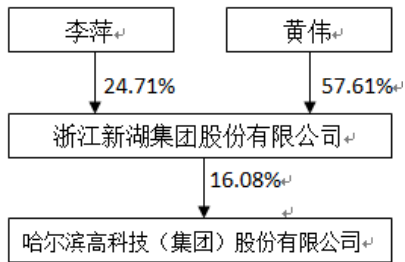 李萍 黄伟
24.71% 57.61%
浙江新湖集团股份有限公司
16.08%
哈尔滨高科技（集团）股份有限公司